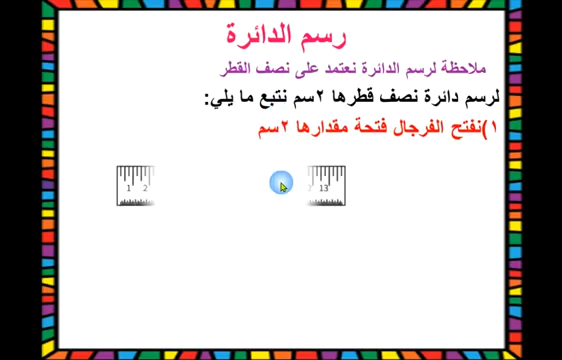 رسم الدائرة
ملاحظة لرسم الدائرة نعتمد على نصف القطر
لرسم دائرة نصف قطرها ٢سم نتبع ما يلي:
١)نفتح الفرجال فتحة مقدارها ٢سم
1 2 13